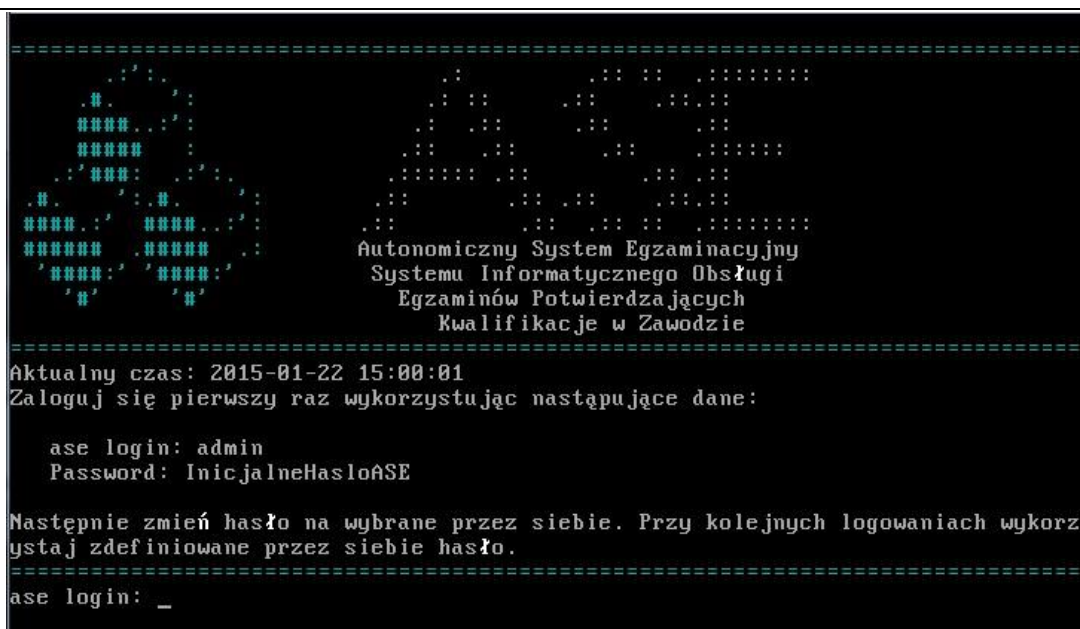 ASE
Autonomiczny System Egzaminacyjny
Systemu Informatycznego Obsługi
Egzaminów Potwierdzających
Kwalifikacje w Zawodzie
Aktualny czas: 2015-01-22 15:00:01
Zaloguj się pierwszy raz wykorzystując nastąpujące dane:
ase login: admin
Password: InicjalneHasloASE
Następnie zmień hasło na wybrane przez siebie. Przy kolejnych logowaniach wykorz
ystaj zdefiniowane przez siebie hasło.
ase login: _